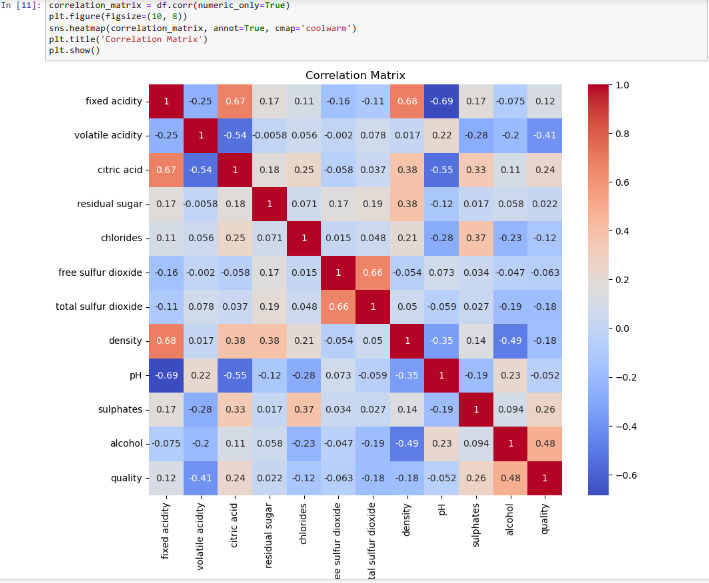 In [11]: correlation_matrix = df.corr(numeric_only=True)
plt.figure(figsize=(10, 8))
sns.heatmap(correlation_matrix, annot=True, cmap='coolwarm')
plt.title('Correlation Matrix')
plt.show()
Correlation Matrix
fixed acidity 1 -0.25 0.67 0.17 0.11 -0.16 -0.11 0.68 -0.69 0.17 -0.075 0.12
volatile acidity -0.25 1 -0.54 -0.0058 0.056 -0.002 0.078 0.017 0.22 -0.28 -0.2 -0.41
citric acid 0.67 -0.54 1 0.18 0.25 -0.058 0.037 0.38 -0.55 0.33 0.11 0.24
residual sugar 0.17 -0.0058 0.18 1 0.071 0.17 0.19 0.38 -0.12 0.017 0.058 0.022
chlorides 0.11 0.056 0.25 0.071 1 0.015 0.048 0.21 -0.28 0.37 -0.23 -0.12
free sulfur dioxide -0.16 -0.002 -0.058 0.17 0.015 1 0.66 -0.054 0.073 0.034 -0.047 -0.063
total sulfur dioxide -0.11 0.078 0.037 0.19 0.048 0.66 1 0.05 -0.059 0.027 -0.19 -0.18
density 0.68 0.017 0.38 0.38 0.21 -0.054 0.05 1 -0.35 0.14 -0.49 -0.18
pH -0.69 0.22 -0.55 -0.12 -0.28 0.073 -0.059 -0.35 1 -0.19 0.23 -0.052
sulphates 0.17 -0.28 0.33 0.017 0.37 0.034 0.027 0.14 -0.19 1 0.094 0.26
alcohol -0.075 -0.2 0.11 0.058 -0.23 -0.047 -0.19 -0.49 0.23 0.094 1 0.48
quality 0.12 -0.41 0.24 0.022 -0.12 -0.063 -0.18 -0.18 -0.052 0.26 0.48 1
fixed acidity
volatile acidity
citric acid
residual sugar
chlorides
ee sulfur dioxide
tal sulfur dioxide
density
pH
sulphates
alcohol
quality
1.0
0.8
0.6
0.4
0.2
0.0
−0.2
−0.4
−0.6